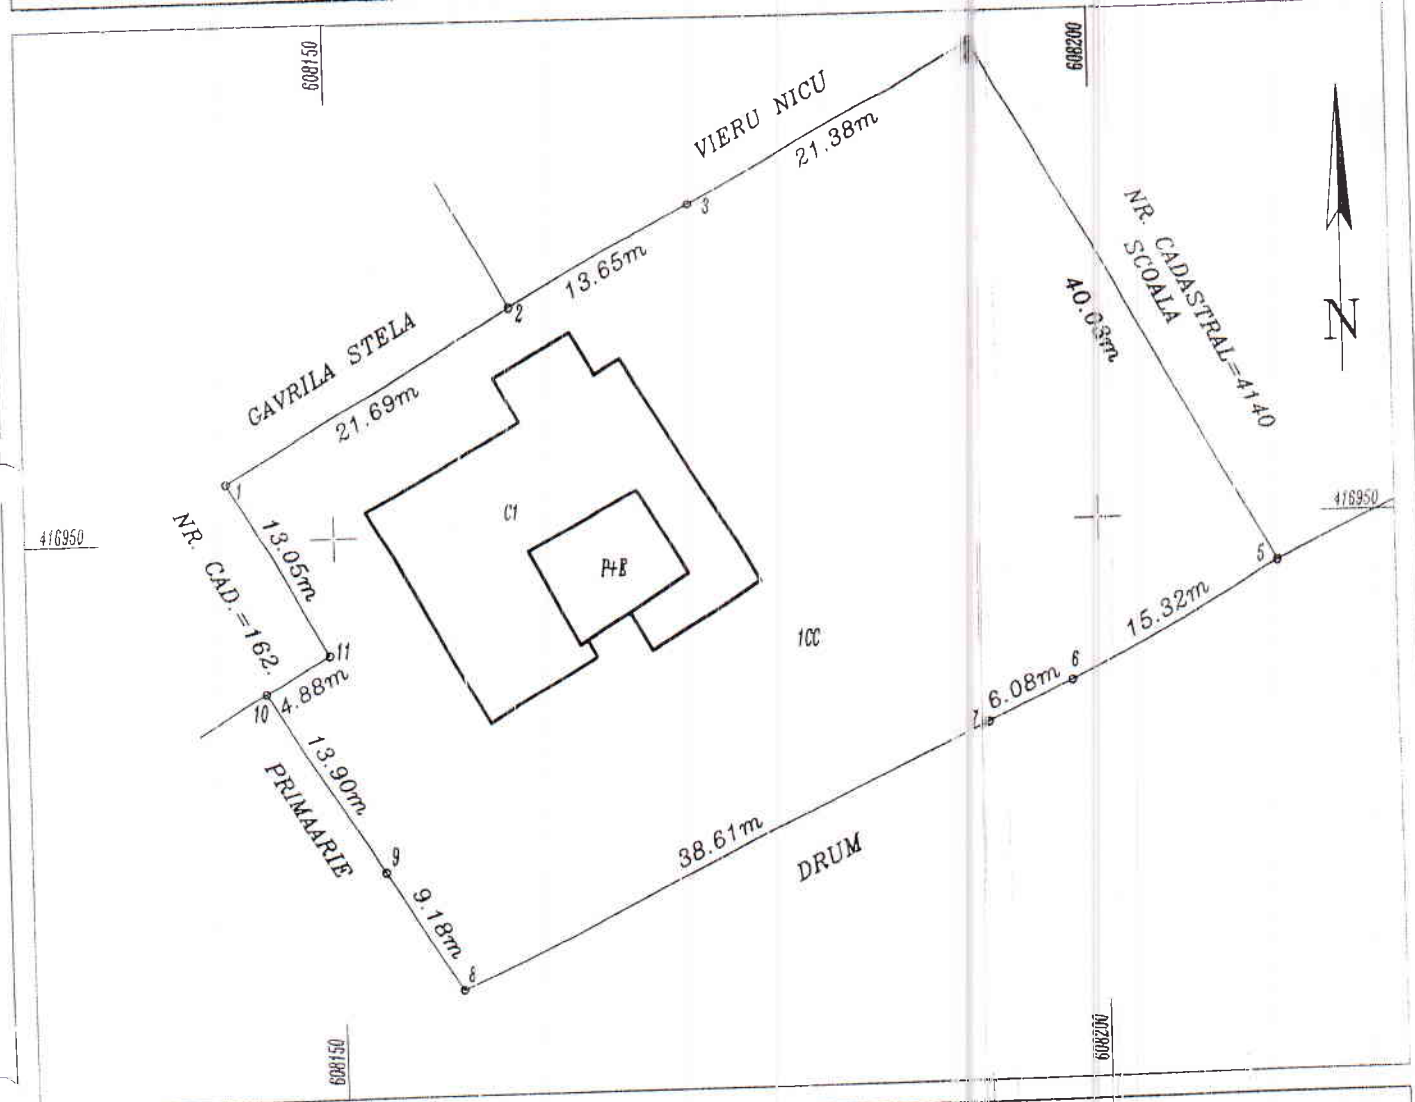 608150
608200
VIERU NICU
21.38m
3
NR. CADASTRAL=4140
SCOALA
13.65m
2
40.03m
N
GAVRILA STELA
21.69m
1
C1
416950
416950
NR. CAD.=162.
13.05m
5
15.32m
1CC
11
4.88m
10
6
6.08m
7
13.90m
PRIMAARIE
38.61m
DRUM
9
9.18m
8
608150
608200